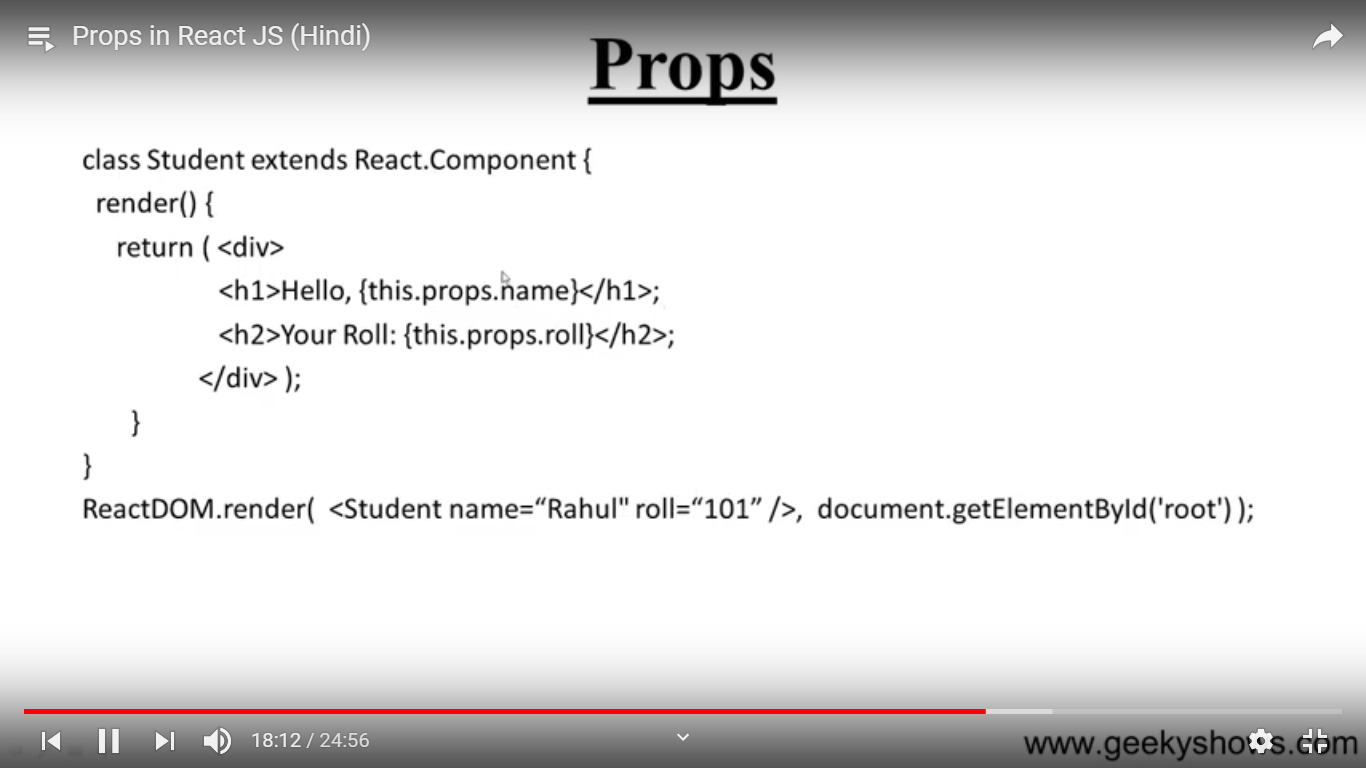 Props in React JS (Hindi)
Props
class Student extends React.Component {
render() {
return ( <div>
<h1>Hello, {this.props.name}</h1>;
<h2>Your Roll: {this.props.roll}</h2>;
</div> );
}
}
ReactDOM.render( <Student name=“Rahul" roll=“101” />, document.getElementById('root') );
18:12 / 24:56
www.geekyshows.com